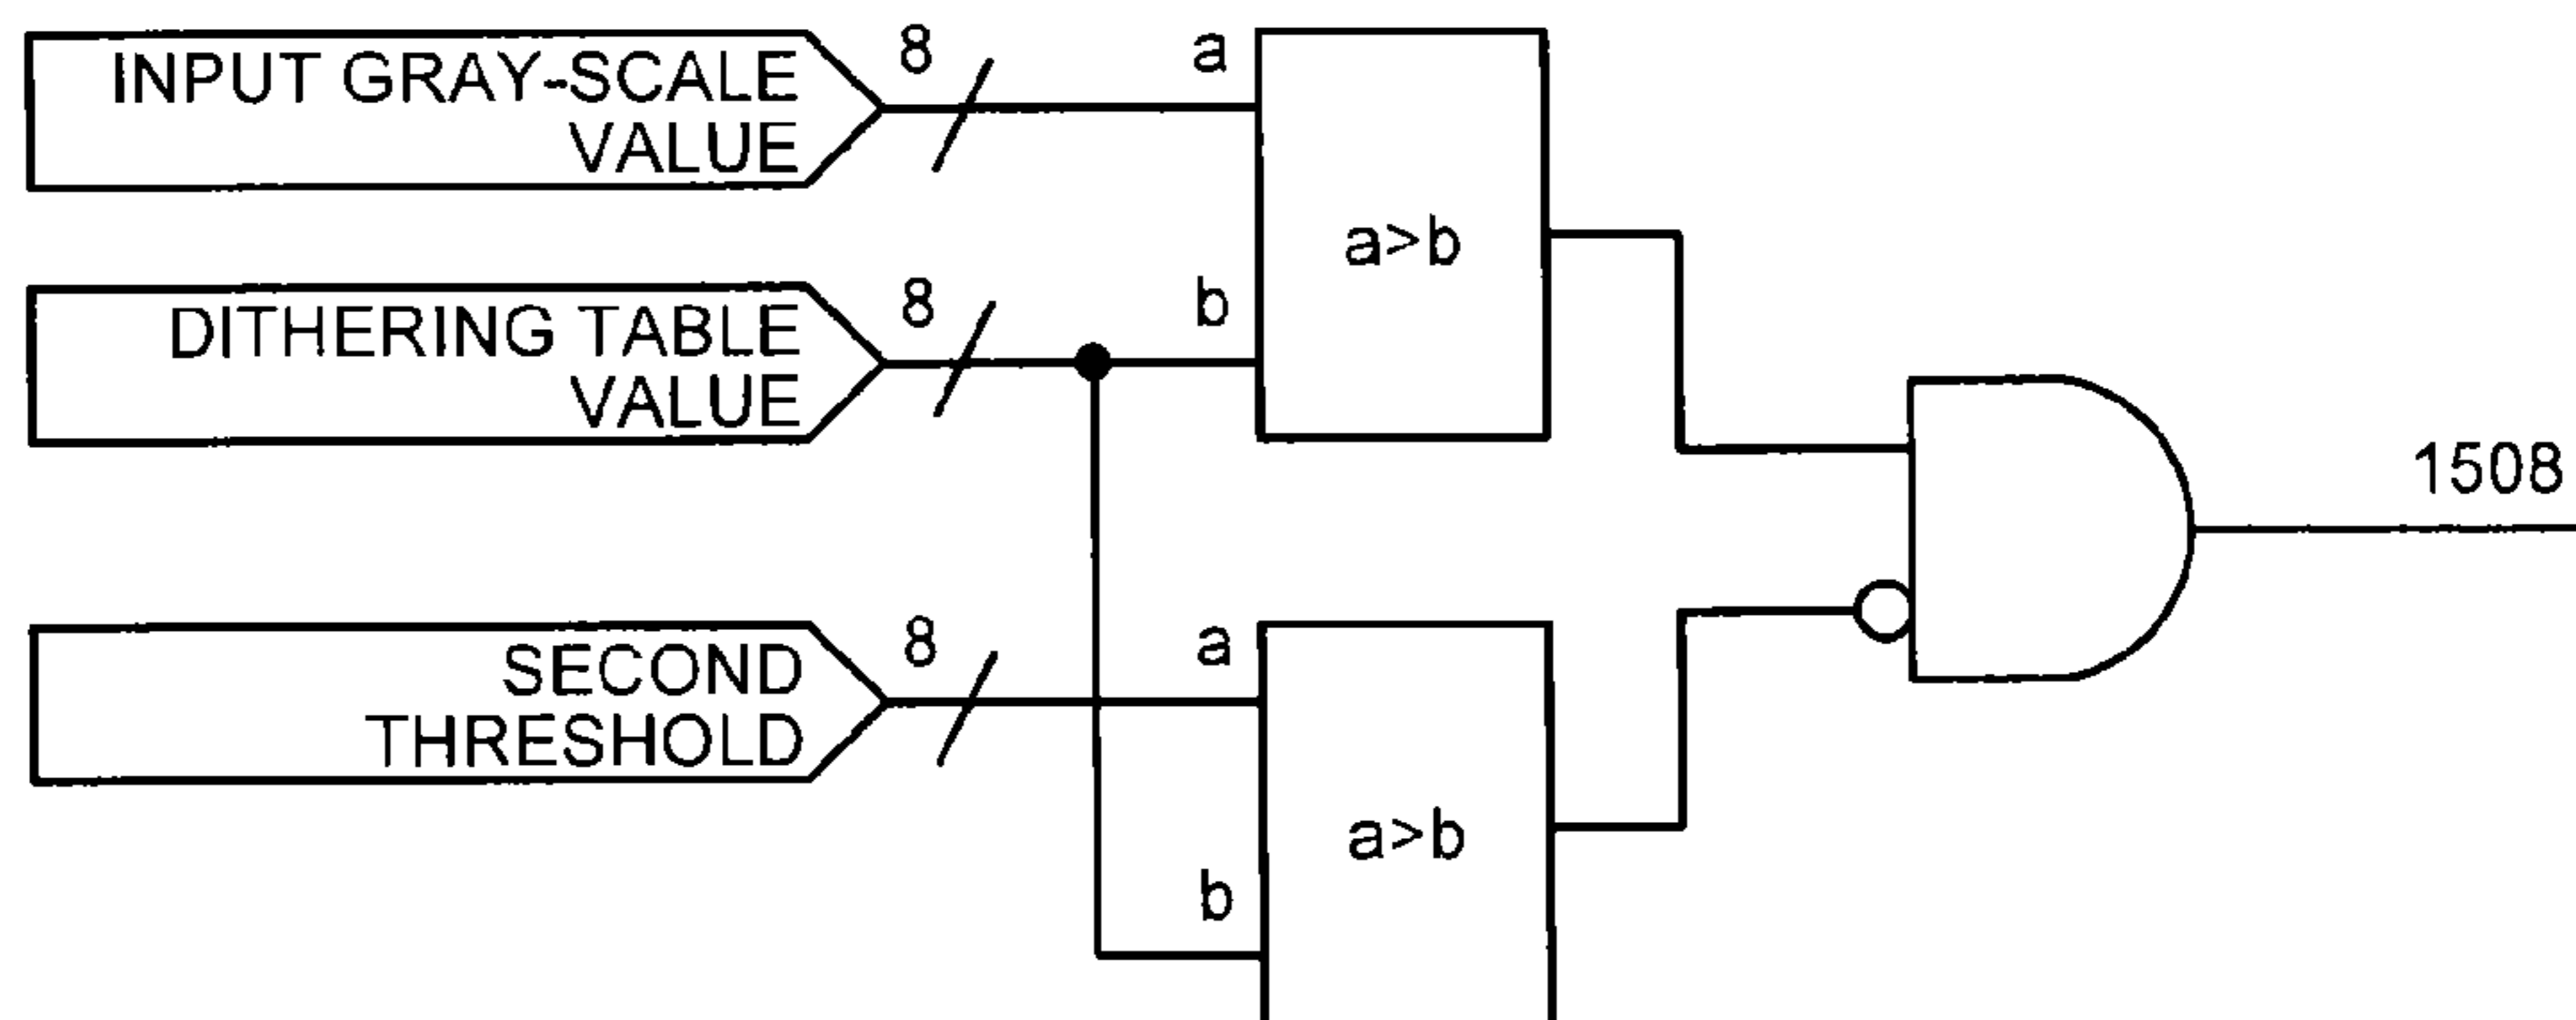 INPUT GRAY-SCALE
VALUE
8
a
b
a>b
DITHERING TABLE
VALUE
8
1508
SECOND
THRESHOLD
8
a
b
a>b